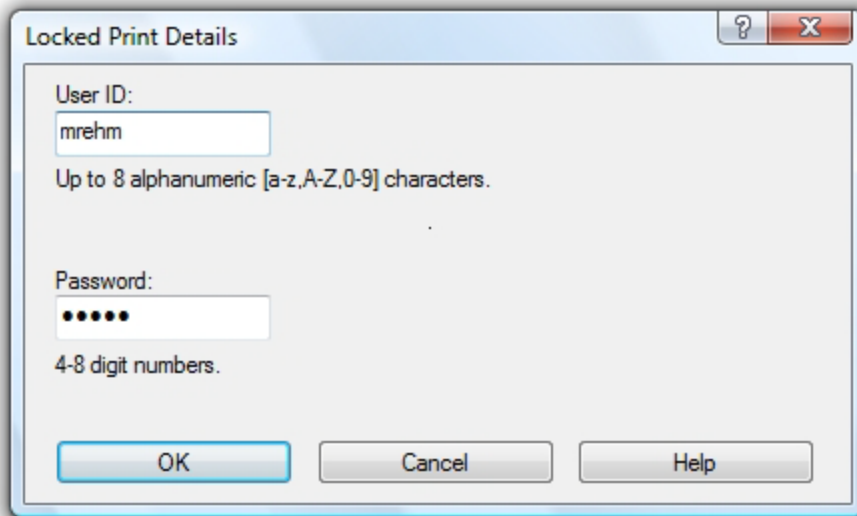 Locked Print Details
User ID:
mrehm
Up to 8 alphanumeric [a-z,A-Z,0-9] characters.
.
Password:
●●●●●
4-8 digit numbers.
OK Cancel Help